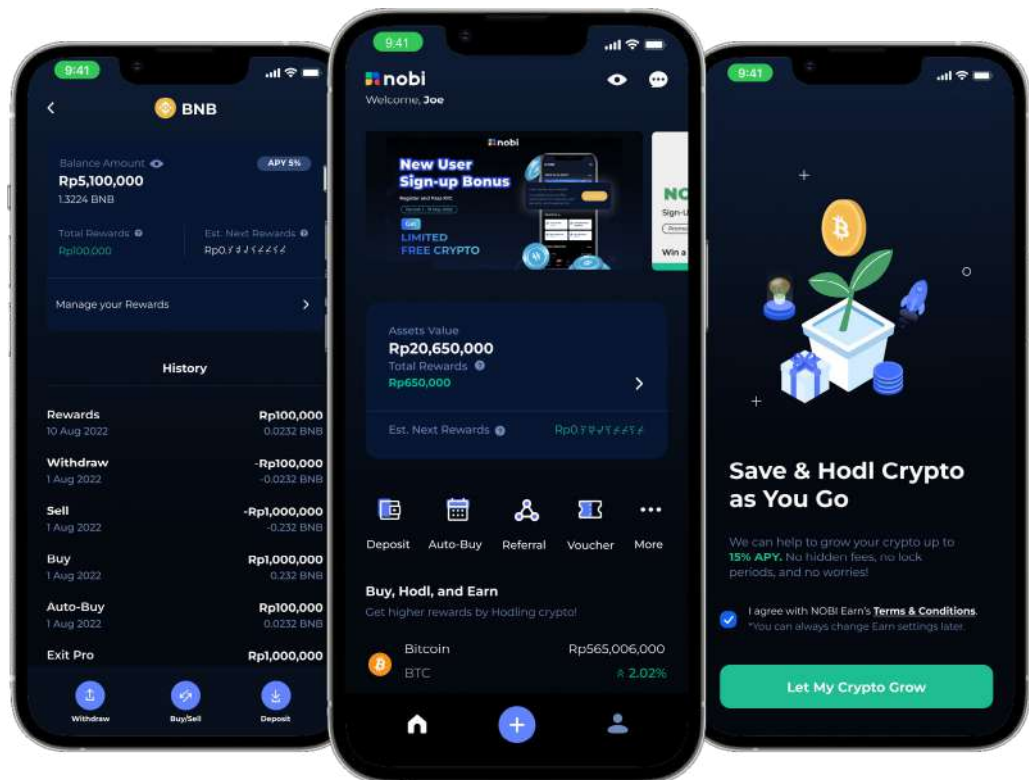 9:41
BNB
Balance Amount
APY 5%
Rp5,100,000
1.3224 BNB
Total Rewards
Est. Next Rewards
Rp100,000
Manage your Rewards
History
Rewards
Rp100,000
10 Aug 2022
0.0232 BNB
Withdraw
-Rp100,000
1 Aug 2022
-0.0232 BNB
Sell
-Rp1,000,000
1 Aug 2022
-0.232 BNB
Buy
Rp1,000,000
1 Aug 2022
0.232 BNB
Auto-Buy
Rp100,000
1 Aug 2022
0.0232 BNB
Exit Pro
Rp1,000,000
Withdraw
Buy/Sell
Deposit
9:41
nobi
Welcome, Joe
nobi
New User
Sign-up Bonus
Register and Pass KYC
Get
LIMITED
FREE CRYPTO
Sign-U
Win a
Assets Value
Rp20,650,000
Total Rewards
Rp650,000
Est. Next Rewards
Deposit
Auto-Buy
Referral
Voucher
More
Buy, Hodl, and Earn
Get higher rewards by Hodling crypto!
Bitcoin
Rp565,006,000
BTC
2.02%
9:41
Save & Hodl Crypto
as You Go
We can help to grow your crypto up to
15% APY. No hidden fees, no lock
periods, and no worries!
I agree with NOBI Earn's Terms & Conditions.
*You can always change Earn settings later.
Let My Crypto Grow